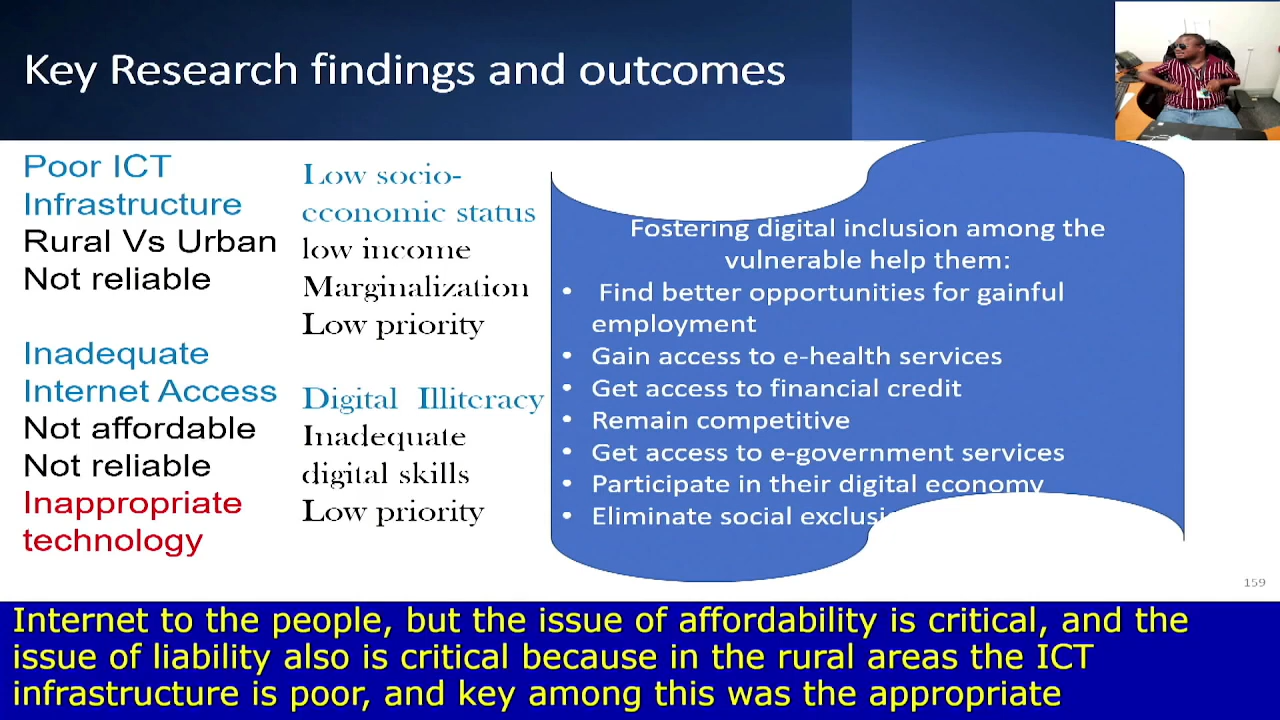 Key Research findings and outcomes
Poor ICT
Infrastructure
Rural Vs Urban
Not reliable
Inadequate
Internet Access
Not affordable
Not reliable
Inappropriate
technology
Low socio-
economic status
low income
Marginalization
Low priority
Digital Illiteracy
Inadequate
digital skills
Low priority
Fostering digital inclusion among the
vulnerable help them:
• Find better opportunities for gainful
employment
• Gain access to e-health services
• Get access to financial credit
• Remain competitive
• Get access to e-government services
• Participate in their digital economy
• Eliminate social
159
Internet to the people, but the issue of affordability is critical, and the
issue of liability also is critical because in the rural areas the ICT
infrastructure is poor, and key among this was the appropriate